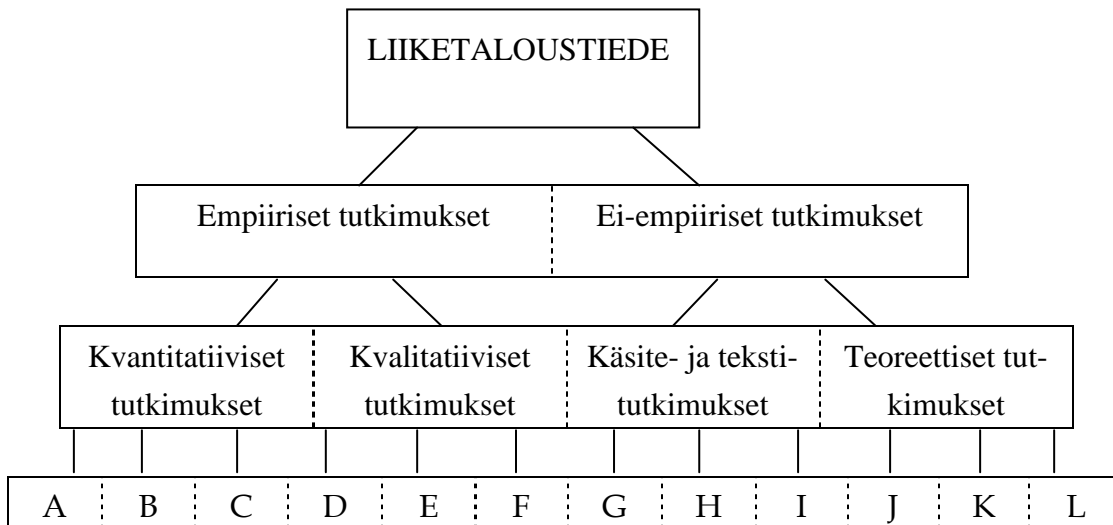 LIIKETALOUSTIEDE
Empiiriset tutkimukset
Ei-empiiriset tutkimukset
Kvantitatiiviset
tutkimukset
Kvalitatiiviset
tutkimukset
Käsite- ja teksti-
tutkimukset
Teoreettiset tut-
kimukset
A B C D E F G H I J K L